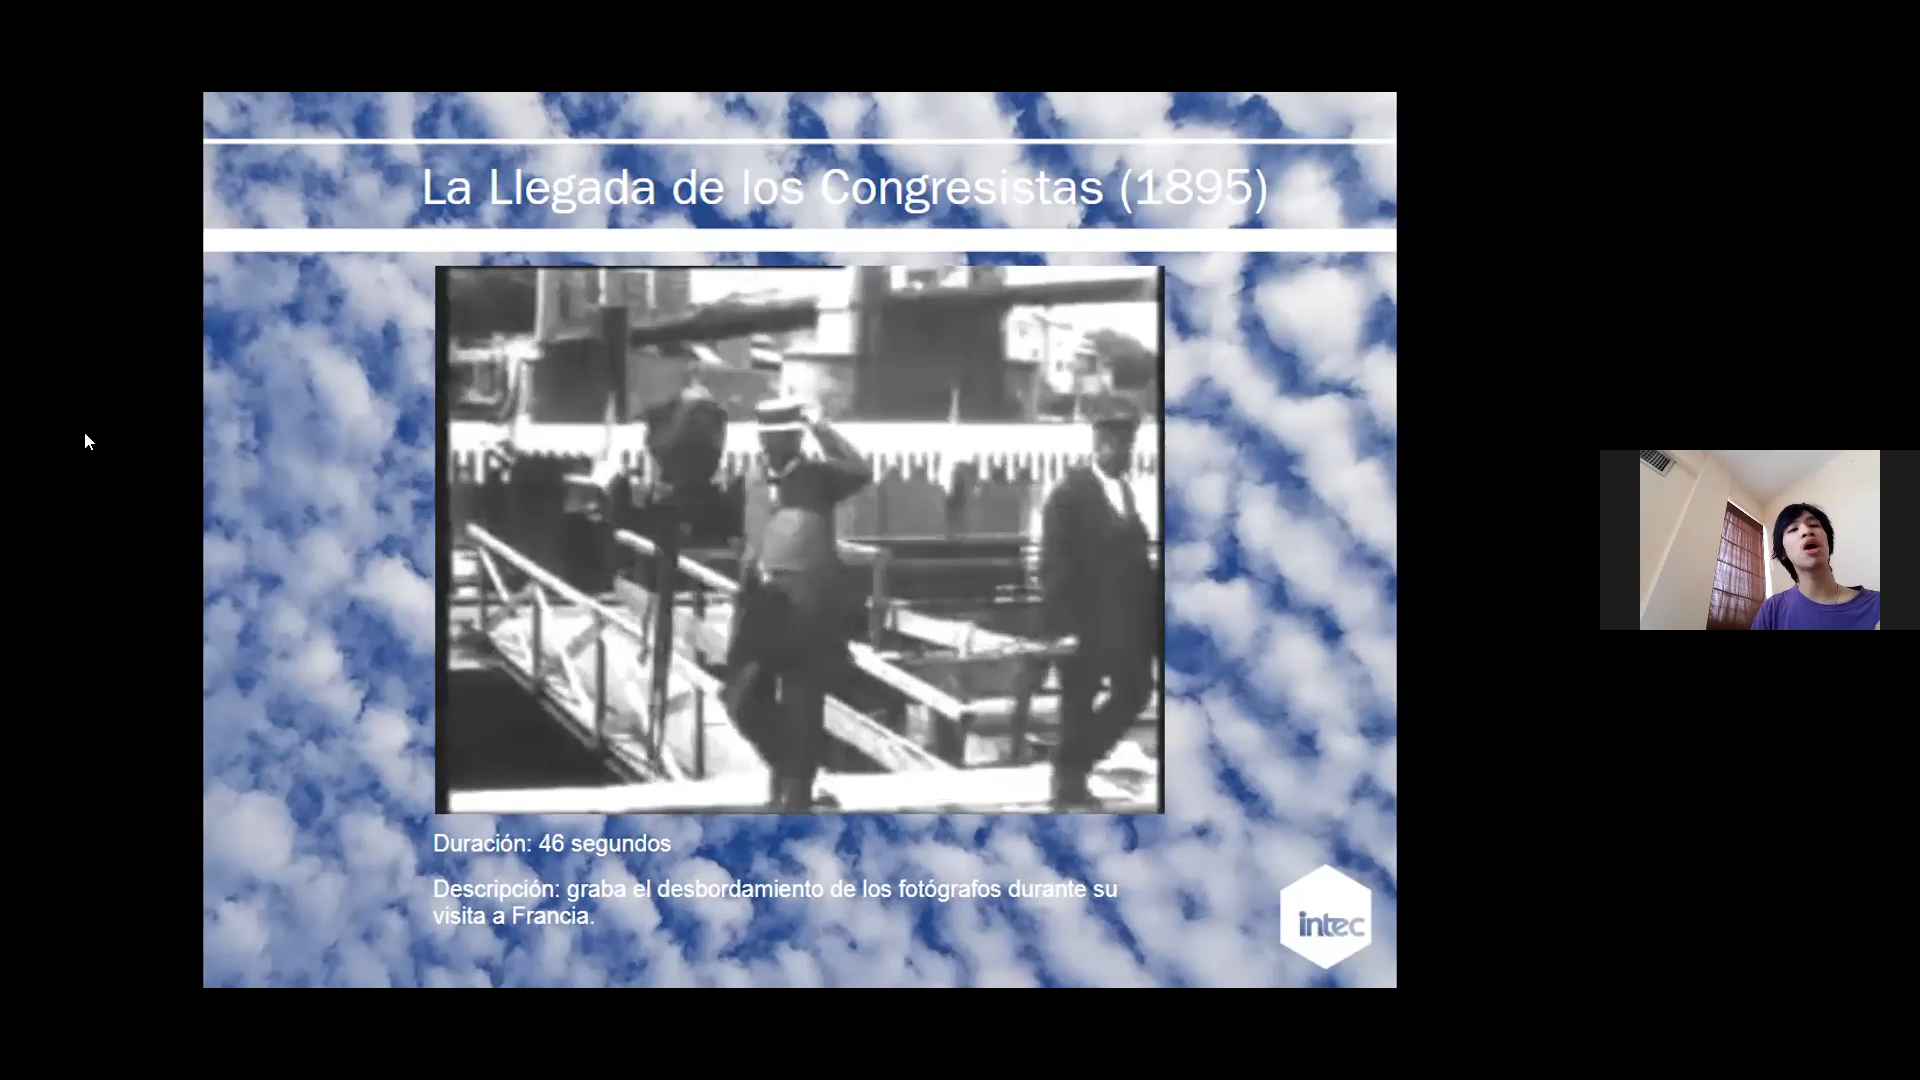 La Llegada de los Congresistas (1895)
Duración: 46 segundos
Descripción: graba el desbordamiento de los fotógrafos durante su
visita a Francia.
intec